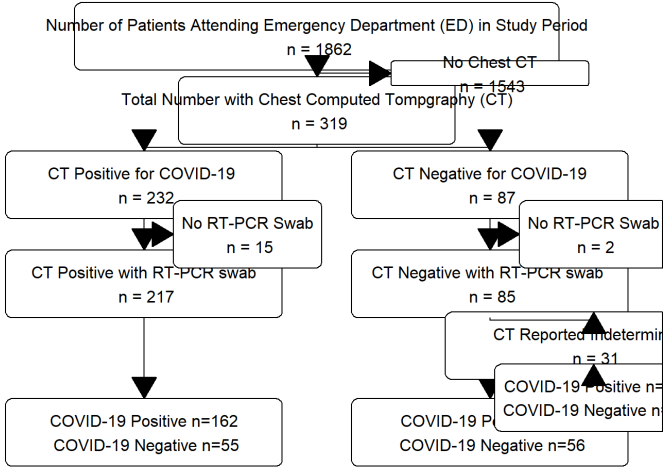 Number of Patients Attending Emergency Department (ED) in Study Period
n = 1862
No Chest CT
n = 1543
Total Number with Chest Computed Tompgraphy (CT)
n = 319
CT Positive for COVID-19
n = 232
CT Negative for COVID-19
n = 87
No RT-PCR Swab
n = 15
No RT-PCR Swab
n = 2
CT Positive with RT-PCR swab
n = 217
CT Negative with RT-PCR swab
n = 85
CT Reported
n = 31
COVID-19 Positive n=
COVID-19 Negative
COVID-19 Positive n=162
COVID-19 Negative n=55
COVID-19
COVID-19 Negative n=56